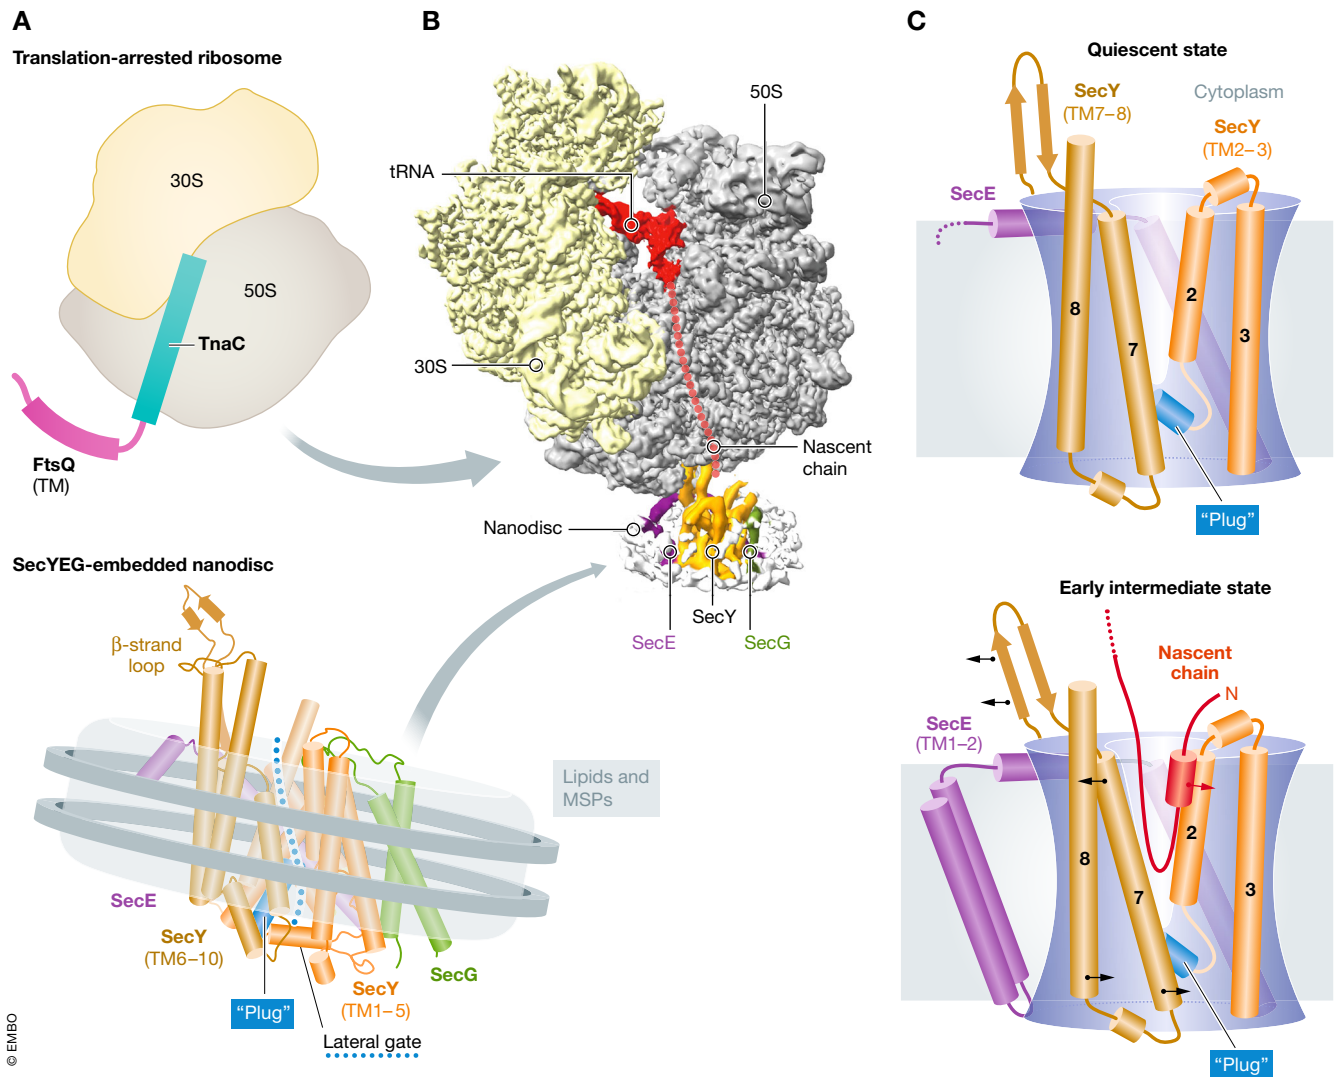 A
Translation-arrested ribosome
30S
50S
TnaC
FtsQ
(TM)
SecYEG-embedded nanodisc
β-strand
loop
Lipids and
MSPs
SecE
SecY
(TM6–10)
SecG
"Plug"
SecY
(TM1–5)
Lateral gate
© EMBO
B
50S
tRNA
30S
Nascent
chain
Nanodisc
SecY
SecE
SecG
C
Quiescent state
SecY
(TM7–8)
Cytoplasm
SecY
(TM2–3)
SecE
8
7
2
3
"Plug"
Early intermediate state
Nascent
chain
N
SecE
(TM1–2)
8
7
2
3
"Plug"